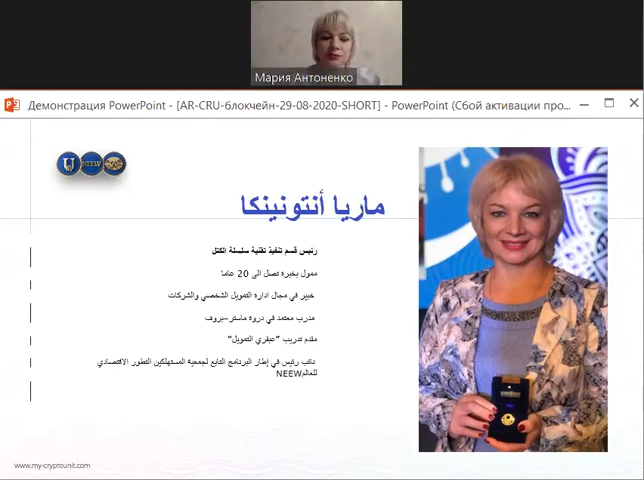 Мария Антоненко
Демонстрация PowerPoint - [AR-CRU-блокчейн-29-08-2020-SHORT] - PowerPoint (Сбой активации про...
NEEW
ماريا أنتونينكا
رئيس قسم تنفيذ تقنية سلسلة الكتل
ممول بخبرة تصل الى 20 عاما
خبير في مجال ادارة التمويل الشخصي والشركات
مدرب معتمد في دروة ماستر-بروف
مقدم تدريب "عبقري التمويل"
نائب رئيس في إطار البرنامج التابع لجمعية المستهلكين التطور الاقتصادي
للعالمNEEW
www.my-cryptounit.com